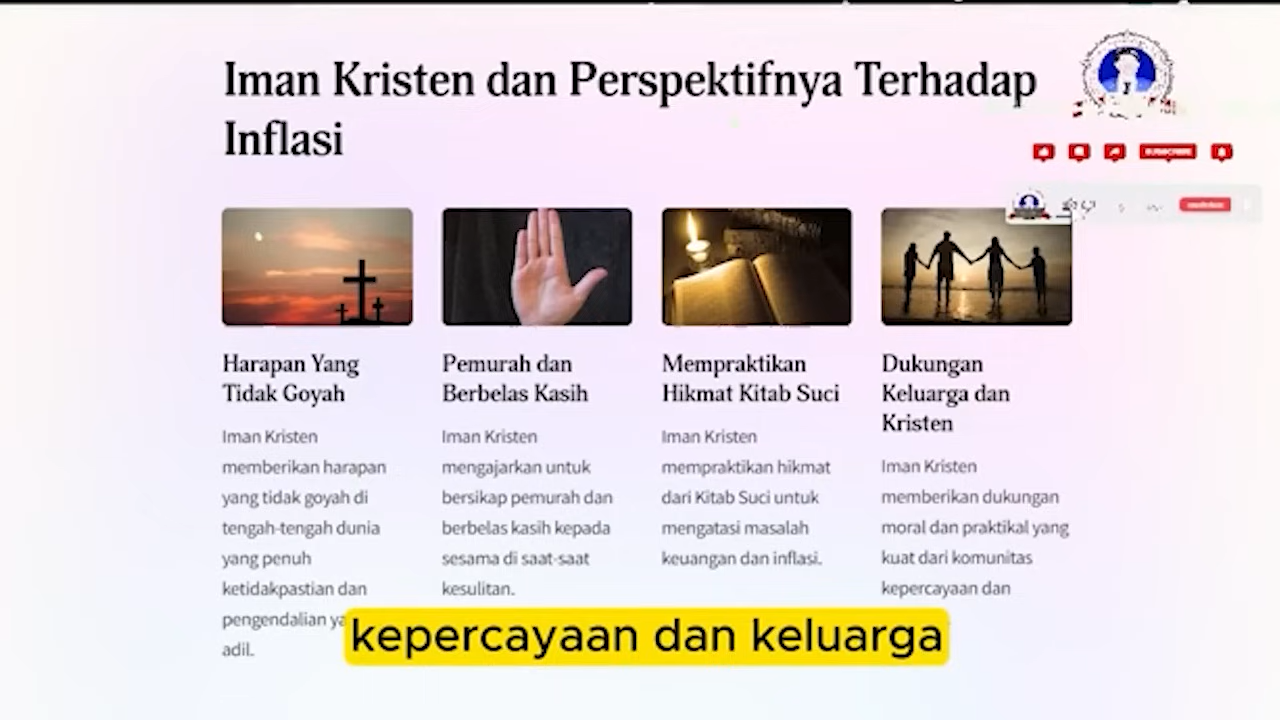 Iman Kristen dan Perspektifnya Terhadap
Inflasi
Harapan Yang
Tidak Goyah
Iman Kristen
memberikan harapan
yang tidak goyah di
tengah-tengah dunia
yang penuh
ketidakpastian dan
pengendalian
adil.
Pemurah dan
Berbelas Kasih
Iman Kristen
mengajarkan untuk
bersikap pemurah dan
berbelas kasih kepada
sesama di saat-saat
kesulitan.
Mempraktikan
Hikmat Kitab Suci
Iman Kristen
mempraktikan hikmat
dari Kitab Suci untuk
mengatasi masalah
keuangan dan inflasi.
Dukungan
Keluarga dan
Kristen
Iman Kristen
memberikan dukungan
moral dan praktikal yang
kuat dari komunitas
kepercayaan dan
kepercayaan dan keluarga
SUBSCRIBE